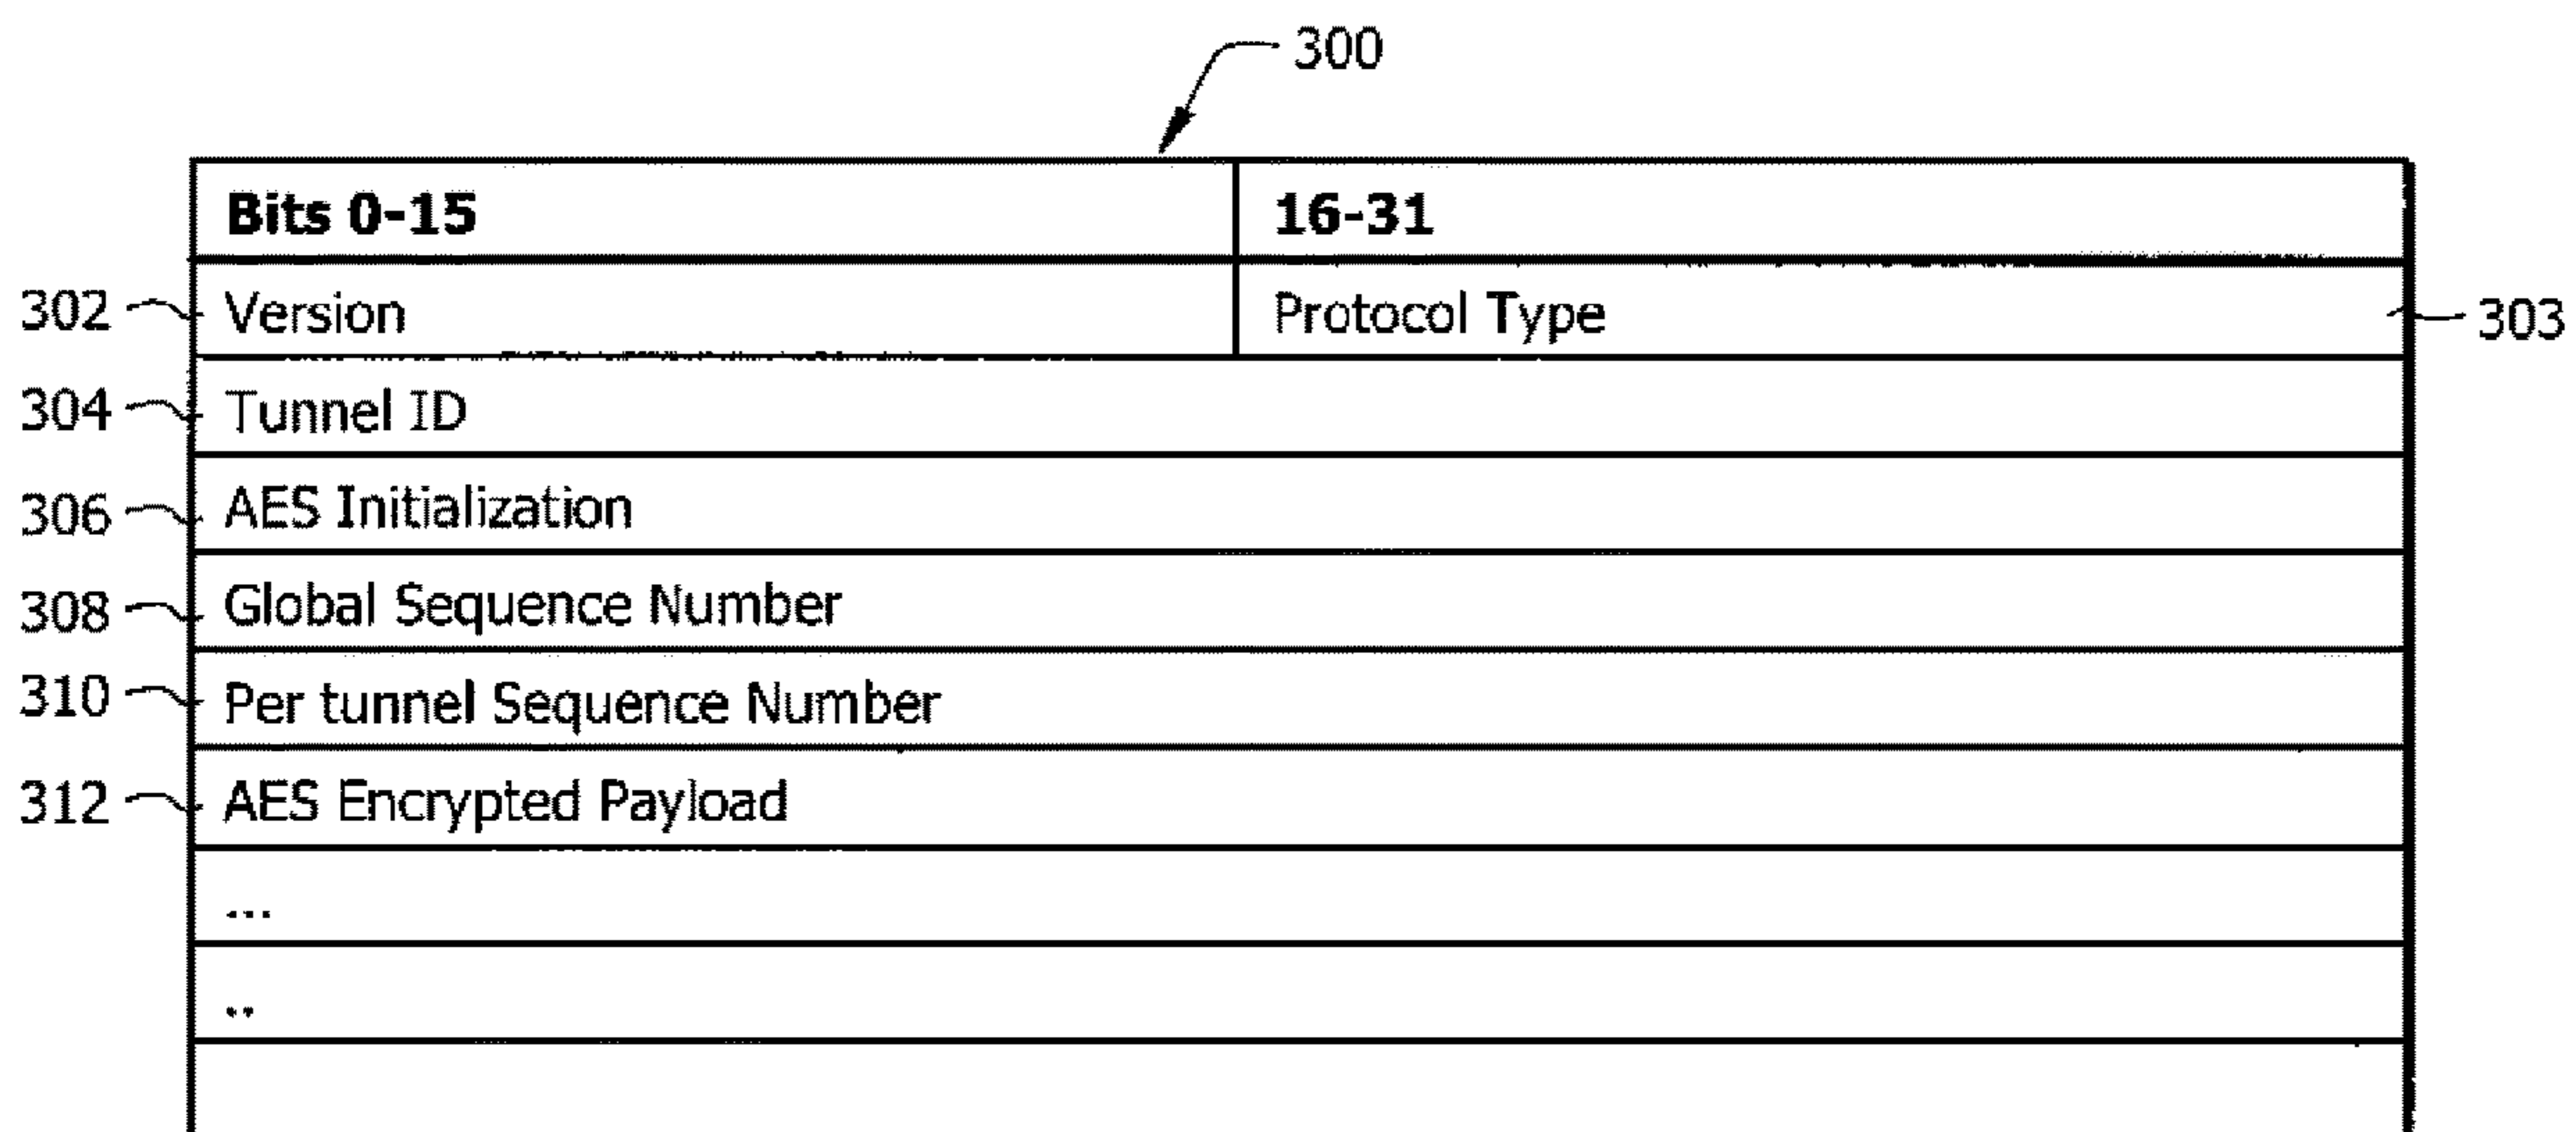 300
Bits 0-15 16-31
302 Version Protocol Type 303
304 Tunnel ID
306 AES Initialization
308 Global Sequence Number
310 Per tunnel Sequence Number
312 AES Encrypted Payload
...
..